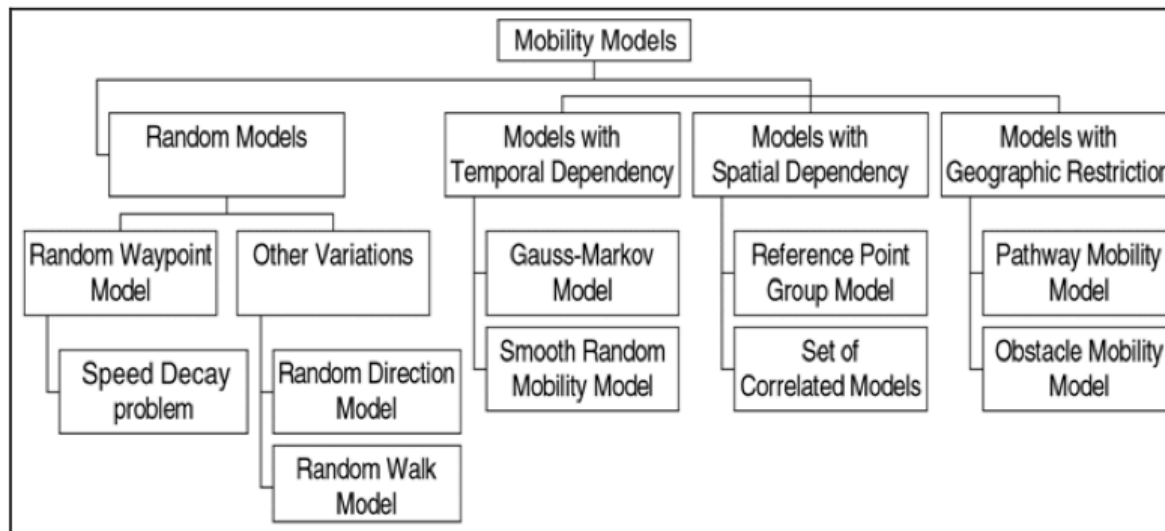 Mobility Models
Random Models
Models with
Temporal Dependency
Models with
Spatial Dependency
Models with
Geographic Restriction
Random Waypoint
Model
Other Variations
Gauss-Markov
Model
Reference Point
Group Model
Pathway Mobility
Model
Speed Decay
problem
Random Direction
Model
Smooth Random
Mobility Model
Set of
Correlated Models
Obstacle Mobility
Model
Random Walk
Model